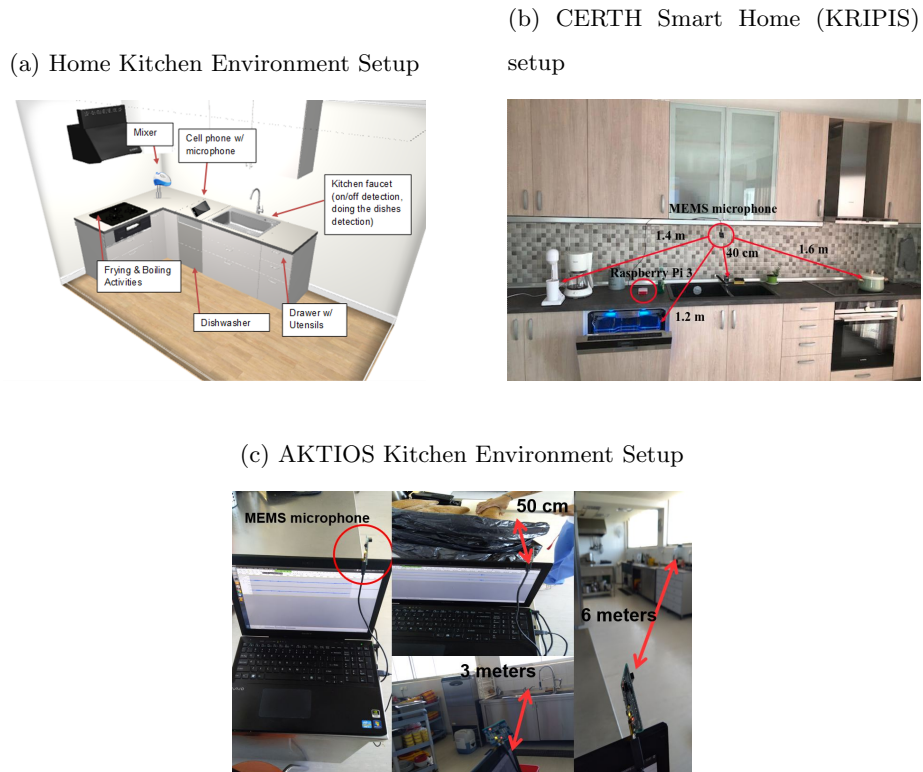 (b) CERTH Smart Home (KRIPIS)
setup
(a) Home Kitchen Environment Setup
Mixer
Cell phone w/
microphone
Kitchen faucet
(on/off detection,
doing the dishes
detection)
Frying & Boiling
Activities
Dishwasher
Drawer w/
Utensils
MEMS microphone
1.4 m
40 cm
1.6 m
Raspberry Pi 3
1.2 m
(c) AKTIOS Kitchen Environment Setup
MEMS microphone
50 cm
3 meters
6 meters